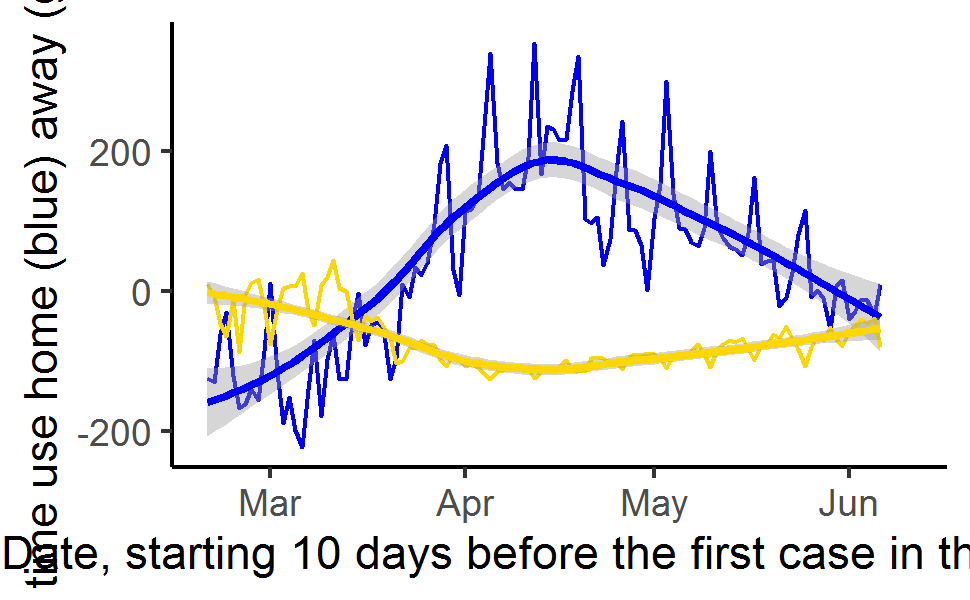 time use home (blue) away (
200
0
-200
Mar Apr May Jun
Date, starting 10 days before the first case in th